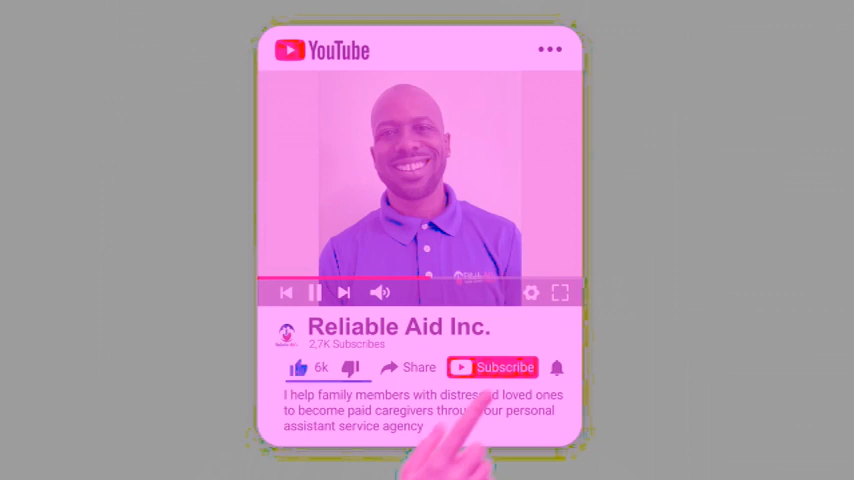 YouTube
Reliable Aid Inc.
2,7K Subscribes
6k
Share
Subscribe
I help family members with distressed loved ones
to become paid caregivers through our personal
assistant service agency